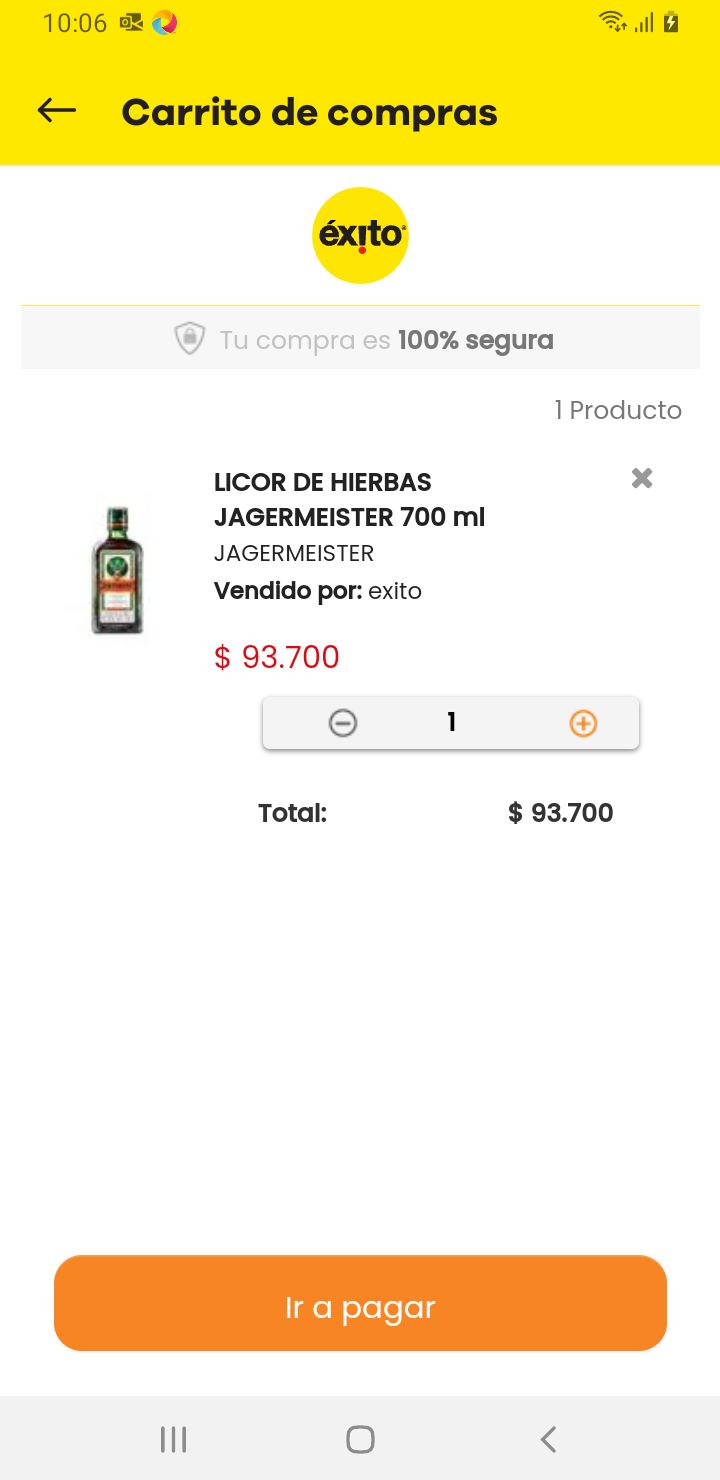 10:06
Carrito de compras
éxito
Tu compra es 100% segura
1 Producto
LICOR DE HIERBAS
JAGERMEISTER 700 ml
JAGERMEISTER
Vendido por: exito
$ 93.700
1
Total: $ 93.700
Ir a pagar